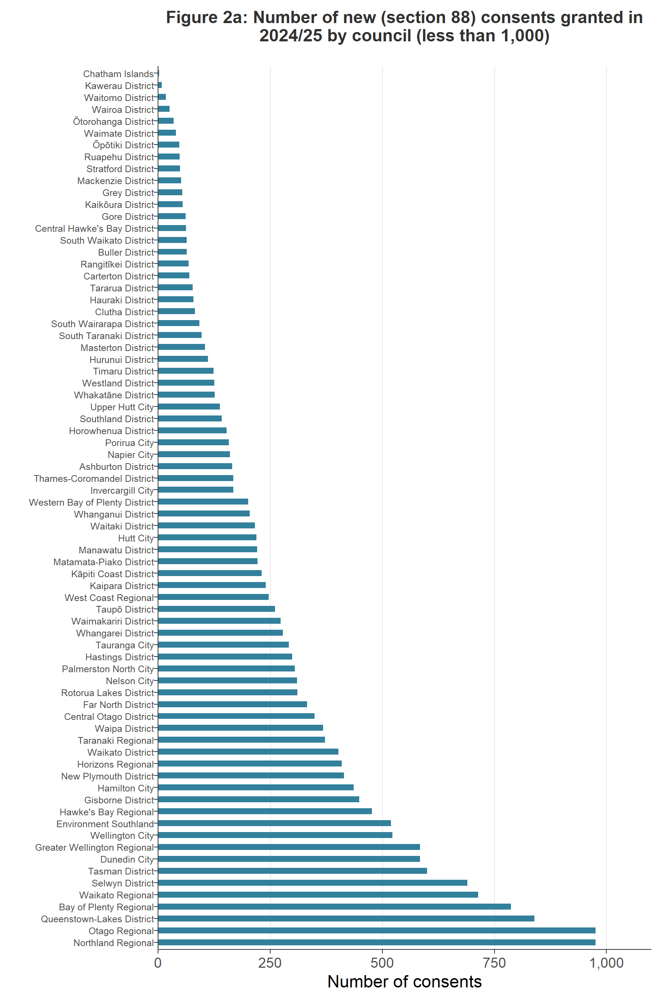 Figure 2a: Number of new (section 88) consents granted in
2024/25 by council (less than 1,000)
Chatham Islands
Kawerau District
Waitomo District
Wairoa District
Ōtorohanga District
Waimate District
Ōpōtiki District
Ruapehu District
Stratford District
Mackenzie District
Grey District
Kaikōura District
Gore District
Central Hawke's Bay District
South Waikato District
Buller District
Rangitīkei District
Carterton District
Tararua District
Hauraki District
Clutha District
South Wairarapa District
South Taranaki District
Masterton District
Hurunui District
Timaru District
Westland District
Whakatāne District
Upper Hutt City
Southland District
Horowhenua District
Porirua City
Napier City
Ashburton District
Thames-Coromandel District
Invercargill City
Western Bay of Plenty District
Whanganui District
Waitaki District
Hutt City
Manawatu District
Matamata-Piako District
Kāpiti Coast District
Kaipara District
West Coast Regional
Taupō District
Waimakariri District
Whangarei District
Tauranga City
Hastings District
Palmerston North City
Nelson City
Rotorua Lakes District
Far North District
Central Otago District
Waipa District
Taranaki Regional
Waikato District
Horizons Regional
New Plymouth District
Hamilton City
Gisborne District
Hawke's Bay Regional
Environment Southland
Wellington City
Greater Wellington Regional
Dunedin City
Tasman District
Selwyn District
Waikato Regional
Bay of Plenty Regional
Queenstown-Lakes District
Otago Regional
Northland Regional
0 250 500 750 1,000
Number of consents